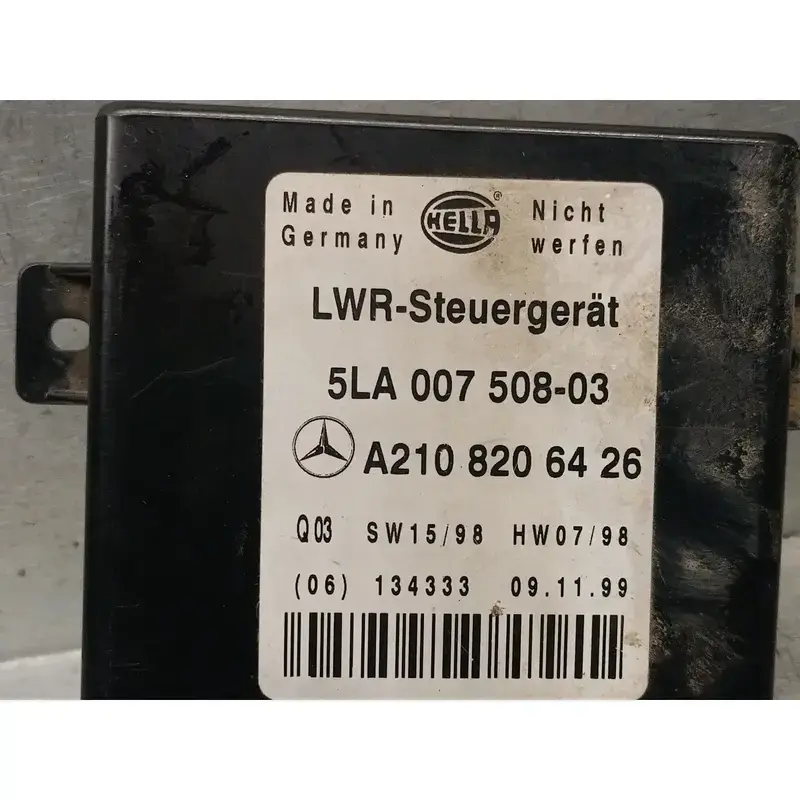 Made in HELLA® Nicht
Germany werfen
LWR-Steuergerät
5LA 007 508-03
A210 820 64 26
Q03 SW15/98 HW07/98
(06) 134333 09.11.99